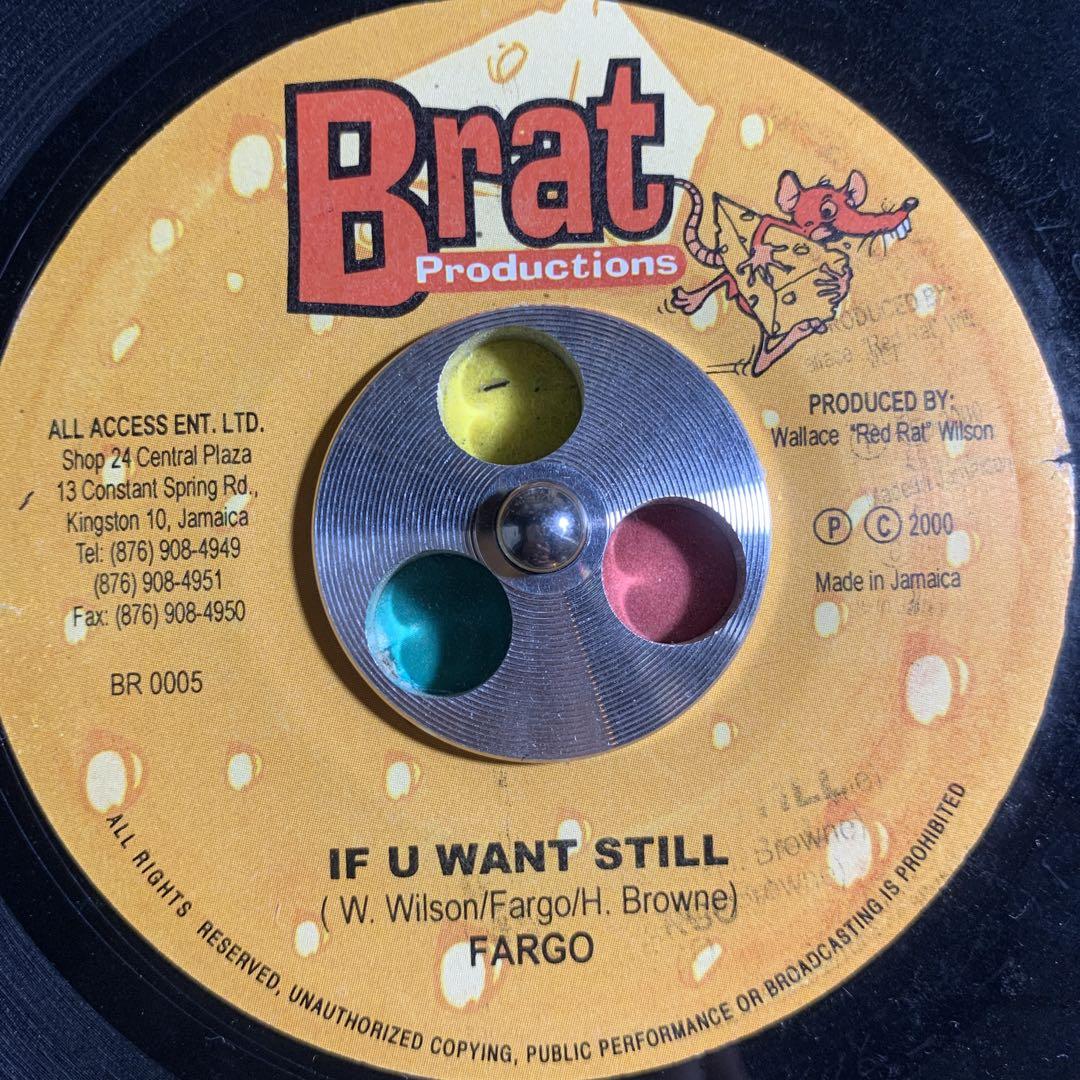 Brat
Productions
ALL ACCESS ENT. LTD.
Shop 24 Central Plaza
13 Constant Spring Rd.,
Kingston 10, Jamaica
Tel: (876) 908-4949
(876) 908-4951
Fax: (876) 908-4950
BR 0005
PRODUCED BY:
PRODUCED BY:
Wallace "Red Rat" Wilson
Ⓟ Ⓒ 2000
Made in Jamaica
IF U WANT STILL
( W. Wilson/Fargo/H. Browne)
FARGO
Browne)
ALL RIGHTS RESERVED, UNAUTHORIZED COPYING, PUBLIC PERFORMANCE OR BROADCASTING IS PROHIBITED